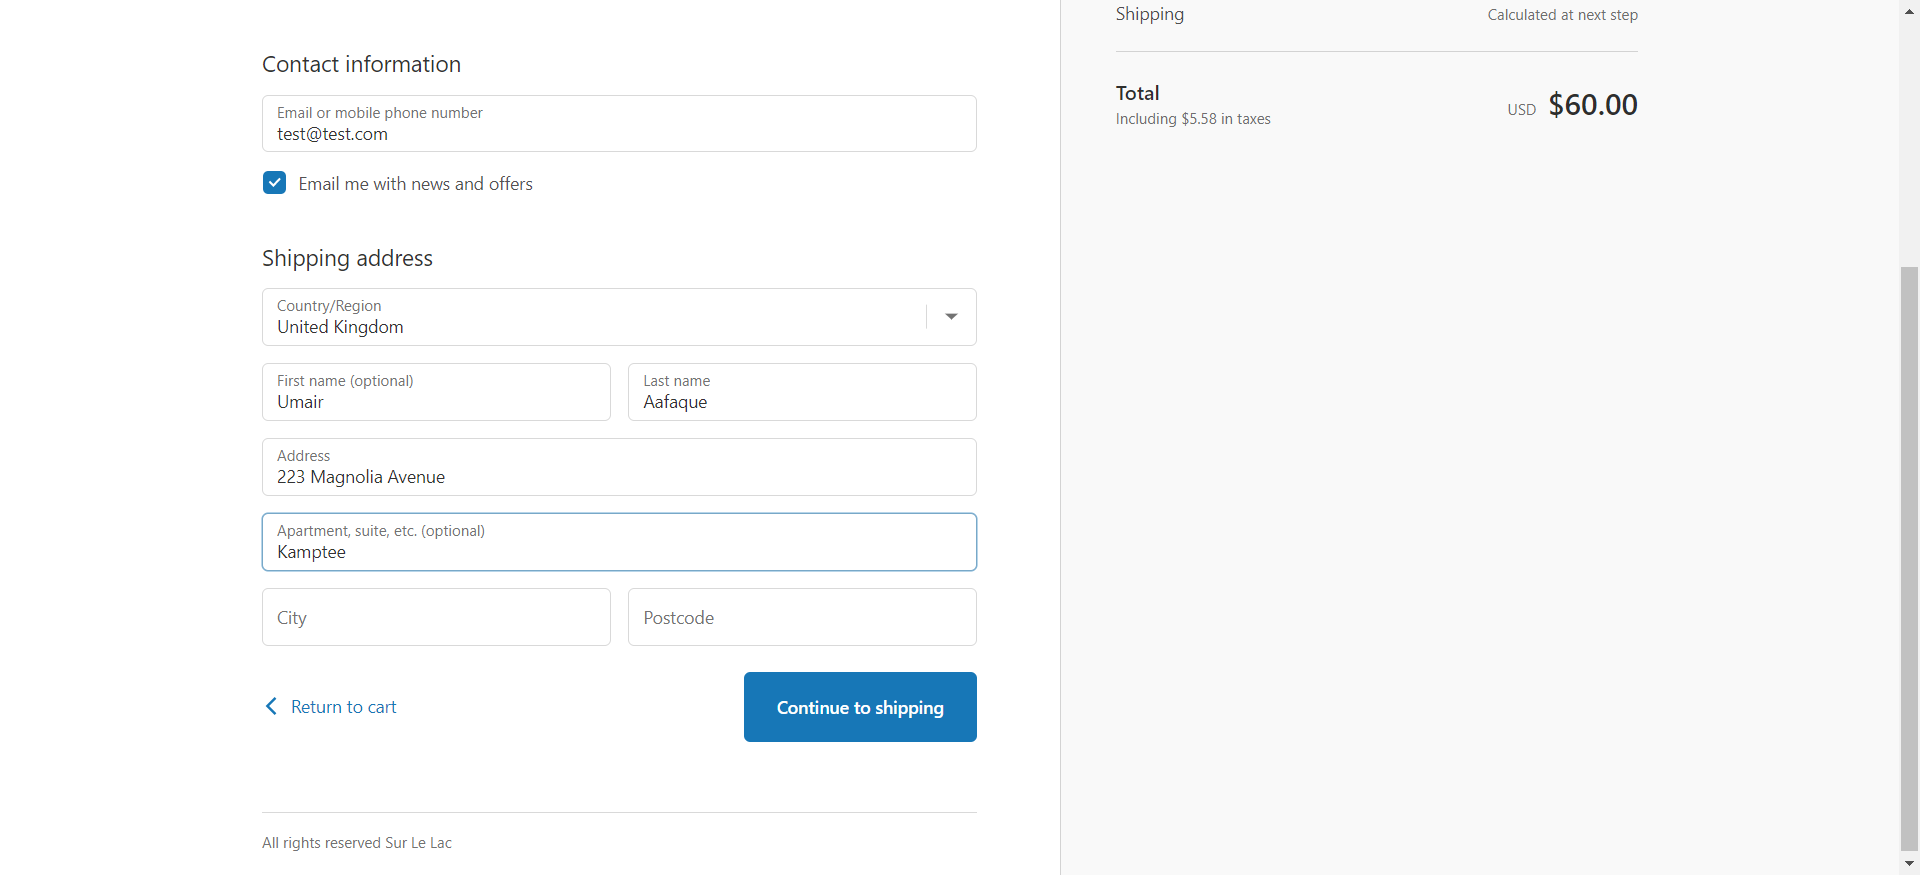 Contact information
Email or mobile phone number
test@test.com
Email me with news and offers
Shipping address
Country/Region
United Kingdom
First name (optional)
Umair
Last name
Aafaque
Address
223 Magnolia Avenue
Apartment, suite, etc. (optional)
Kamptee
City
Postcode
Return to cart
Continue to shipping
All rights reserved Sur Le Lac
Shipping
Calculated at next step
Total
Including $5.58 in taxes
USD $60.00